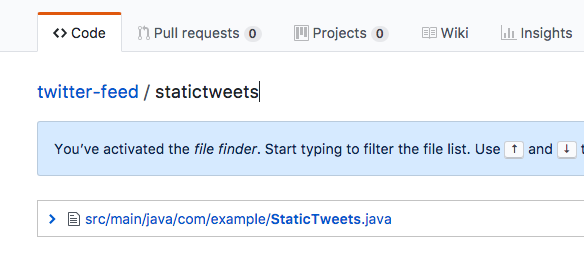 <> Code Pull requests 0 Projects 0 Wiki Insights
twitter-feed / statictweets
You've activated the file finder. Start typing to filter the file list. Use ↑ and ↓
src/main/java/com/example/StaticTweets.java